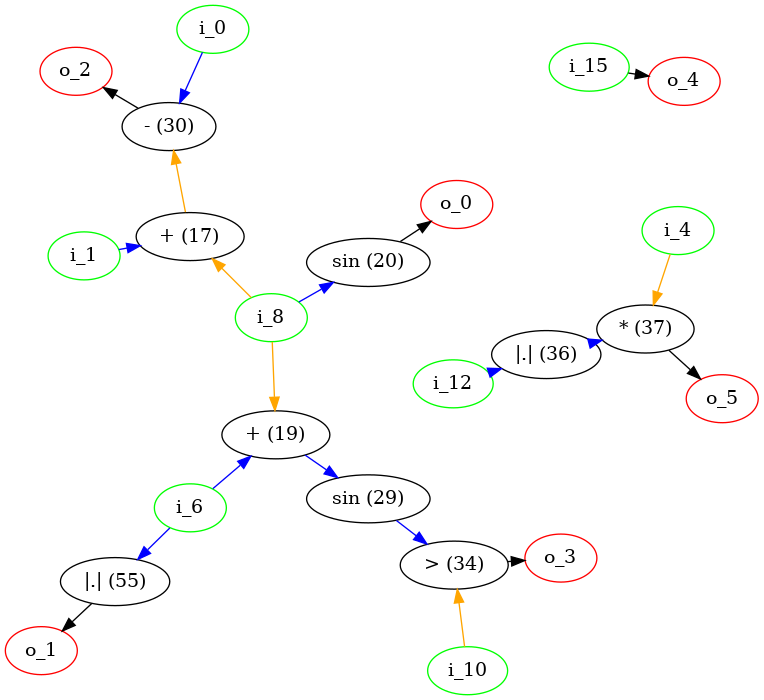 i_0
i_15
o_2
o_4
- (30)
o_0
i_4
+ (17)
i_1
sin (20)
i_8
* (37)
|.| (36)
i_12
o_5
+ (19)
sin (29)
i_6
o_3
> (34)
|.| (55)
o_1
i_10